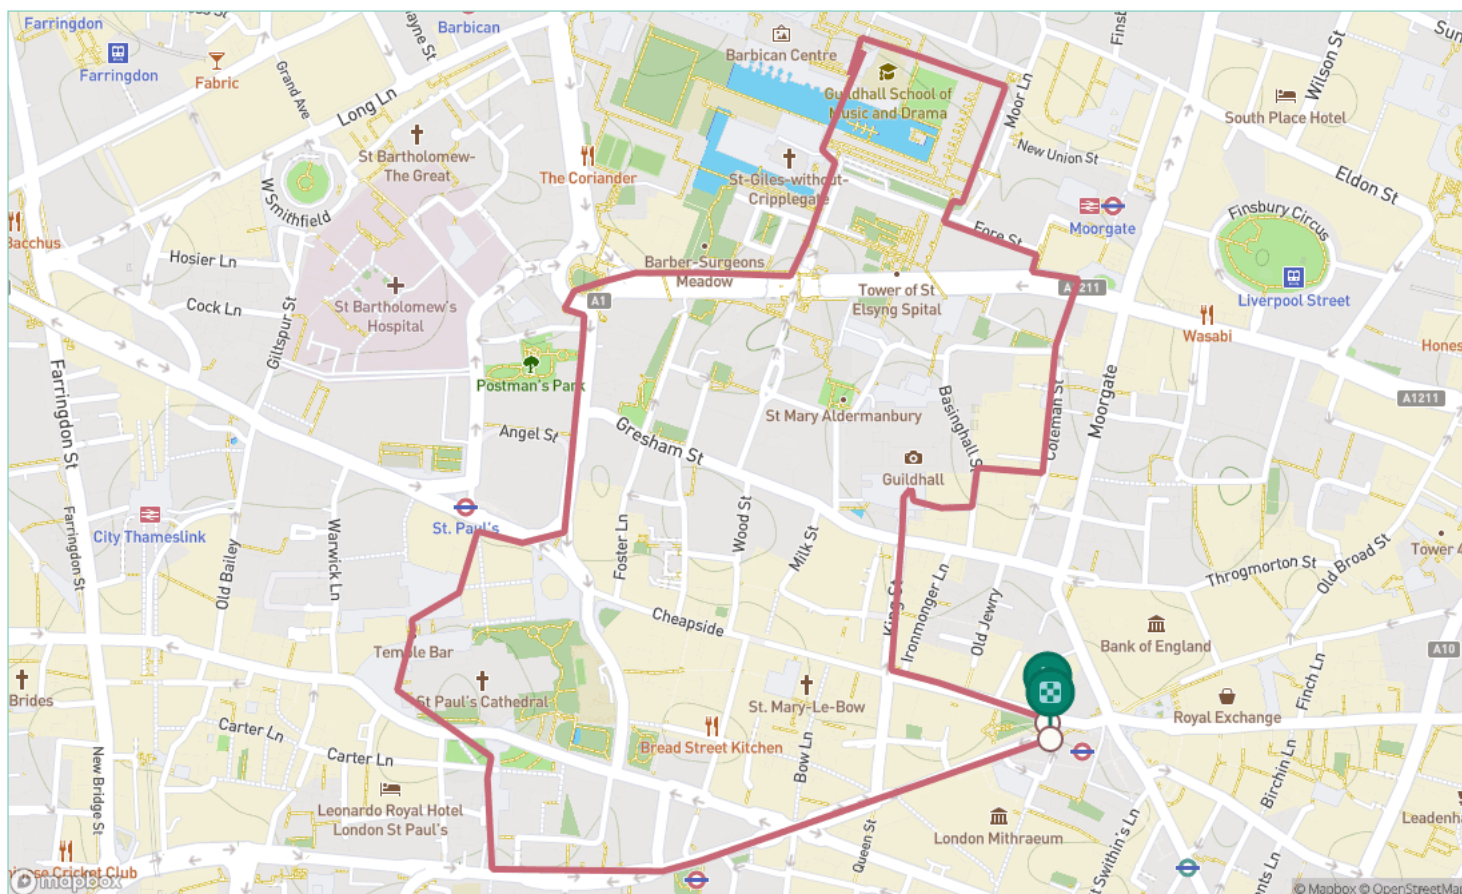 Farringdon
Barbican
Farringdon
Fabric
Grand Ave
Long Ln
Barbican Centre
Guildhall School of
Music and Drama
Moor Ln
New Union St
Wilson St
South Place Hotel
Eldon St
St Bartholomew-
The Great
W Smithfield
The Coriander
St-Giles-without-
Cripplegate
Moorgate
Finsbury Circus
Liverpool Street
Bacchus
Hosier Ln
Cock Ln
Giltspur St
St Bartholomew's
Hospital
Barber-Surgeons
Meadow
A1
Fore St
Tower of St
Elsyng Spital
A1211
Wasabi
Hones
A1211
Farringdon St
Postman's Park
Angel St
Gresham St
St Mary Aldermanbury
Basinghall St
Coleman St
Moorgate
Guildhall
St. Paul's
City Thameslink
Farringdon St
Old Bailey
Warwick Ln
Foster Ln
Wood St
Milk St
King St
Ironmonger Ln
Old Jewry
Throgmorton St
Old Broad St
Tower 4
Bank of England
A10
Cheapside
Temple Bar
St Paul's Cathedral
St. Mary-Le-Bow
Royal Exchange
Finch Ln
Brides
Carter Ln
Carter Ln
New Bridge St
Bread Street Kitchen
Bow Ln
Birchin Ln
Leonardo Royal Hotel
London St Paul's
Queen St
London Mithraeum
St Swithin's Ln
Leadenha
Cricket Club
mapbox
© Mapbox © OpenStreetMap